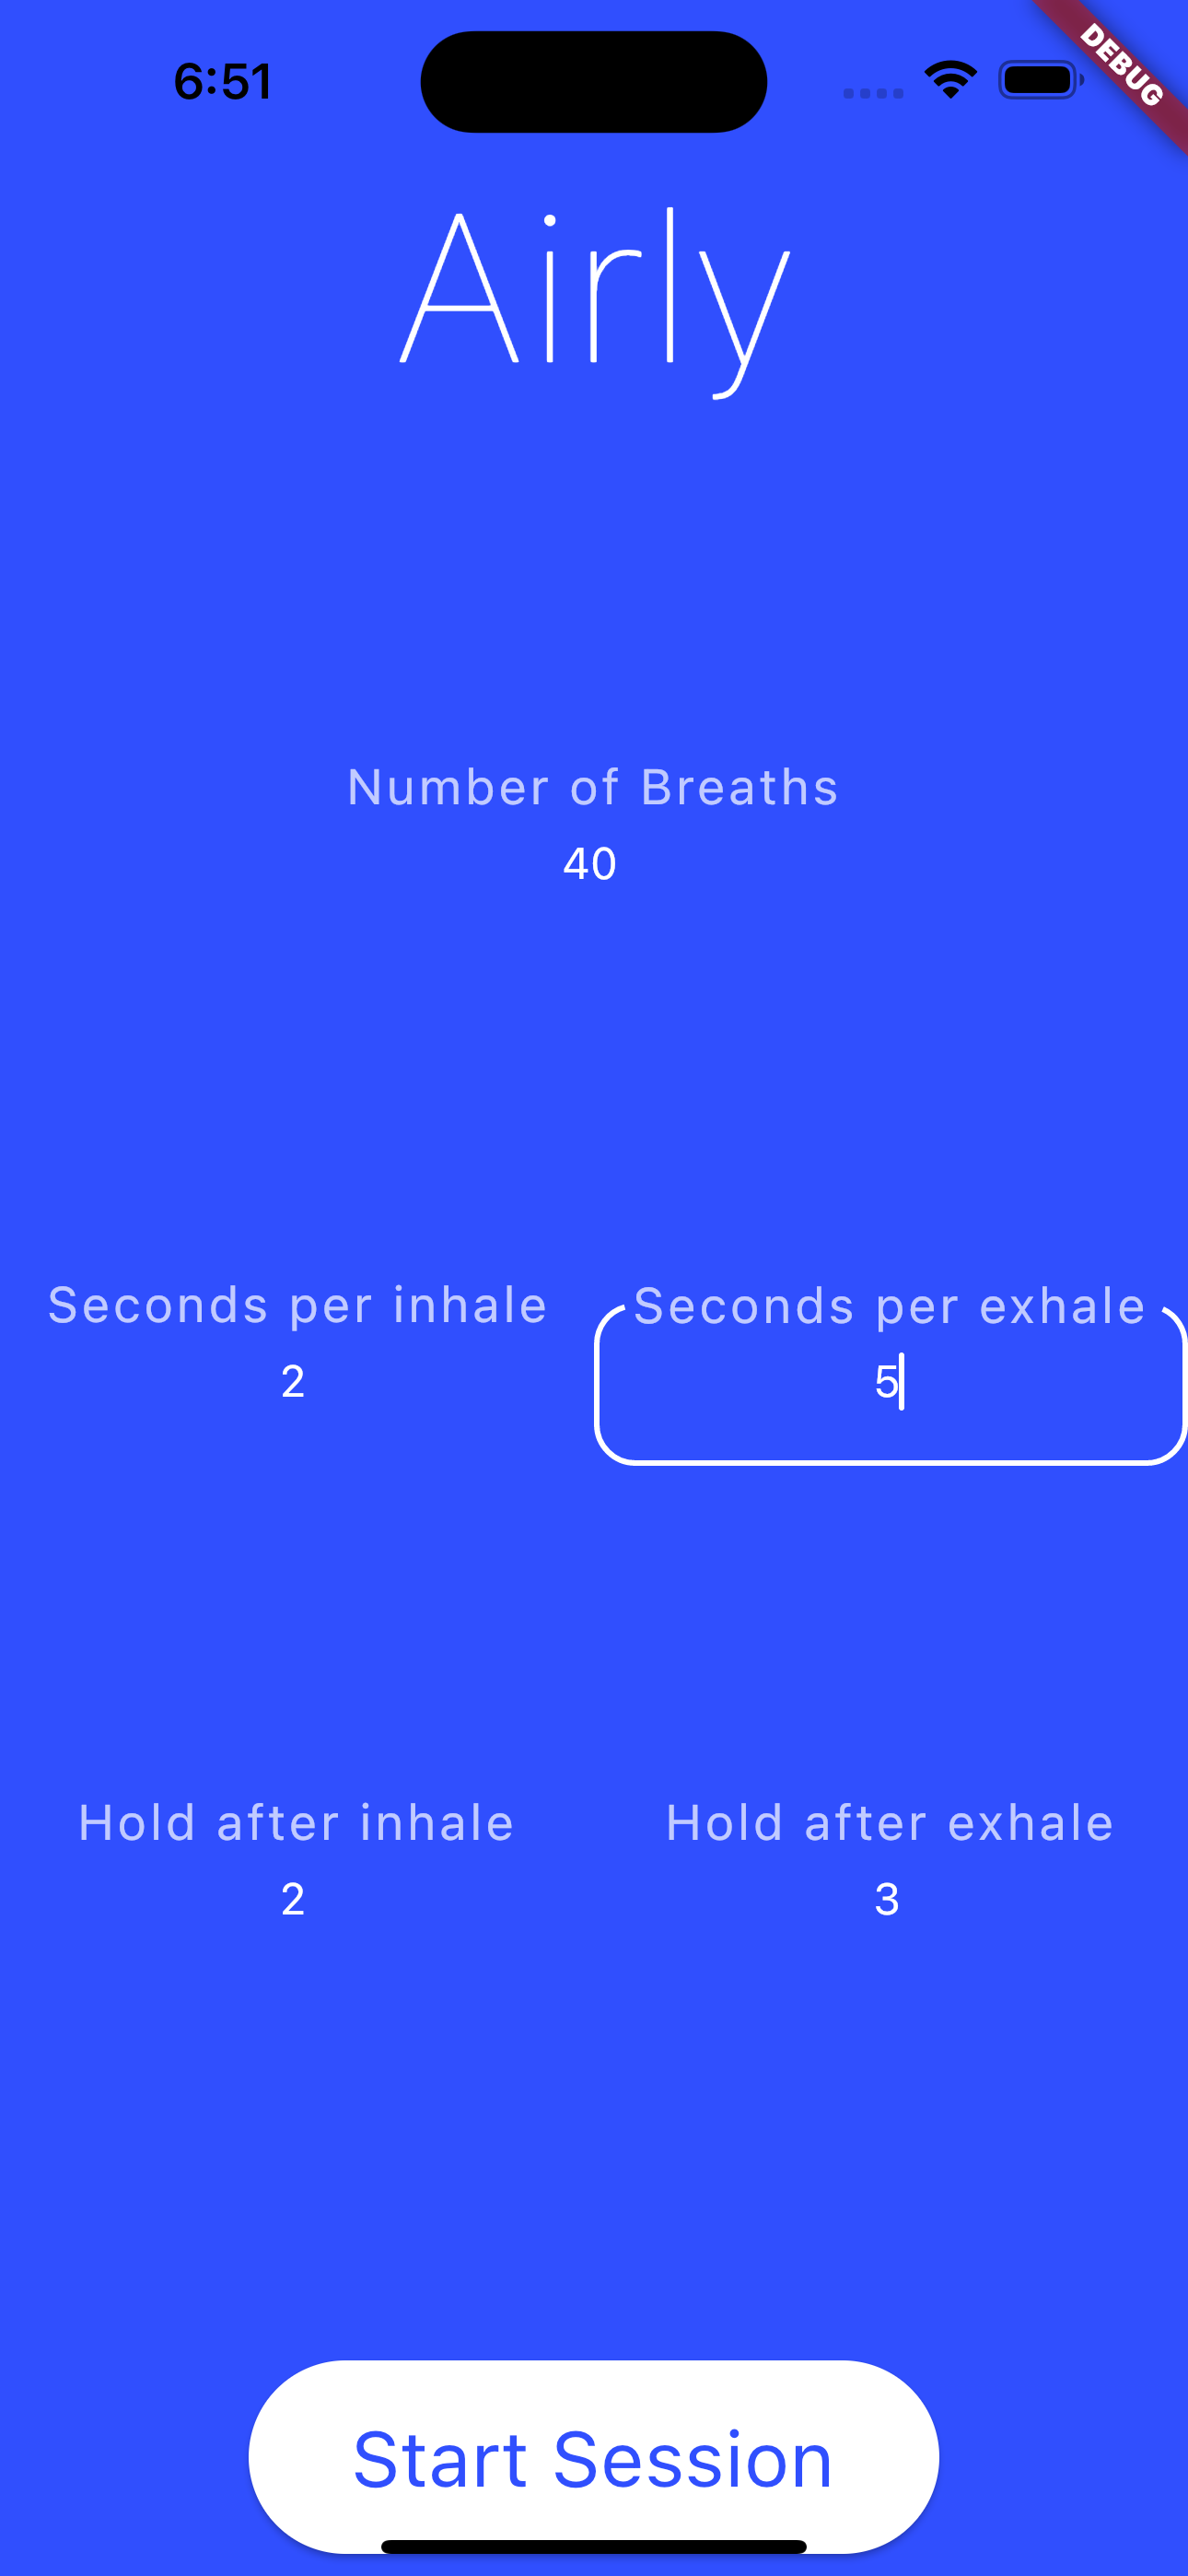 6:51
DEBUG
Airly
Number of Breaths
40
Seconds per inhale
Seconds per exhale
2
5
Hold after inhale
Hold after exhale
2
3
Start Session